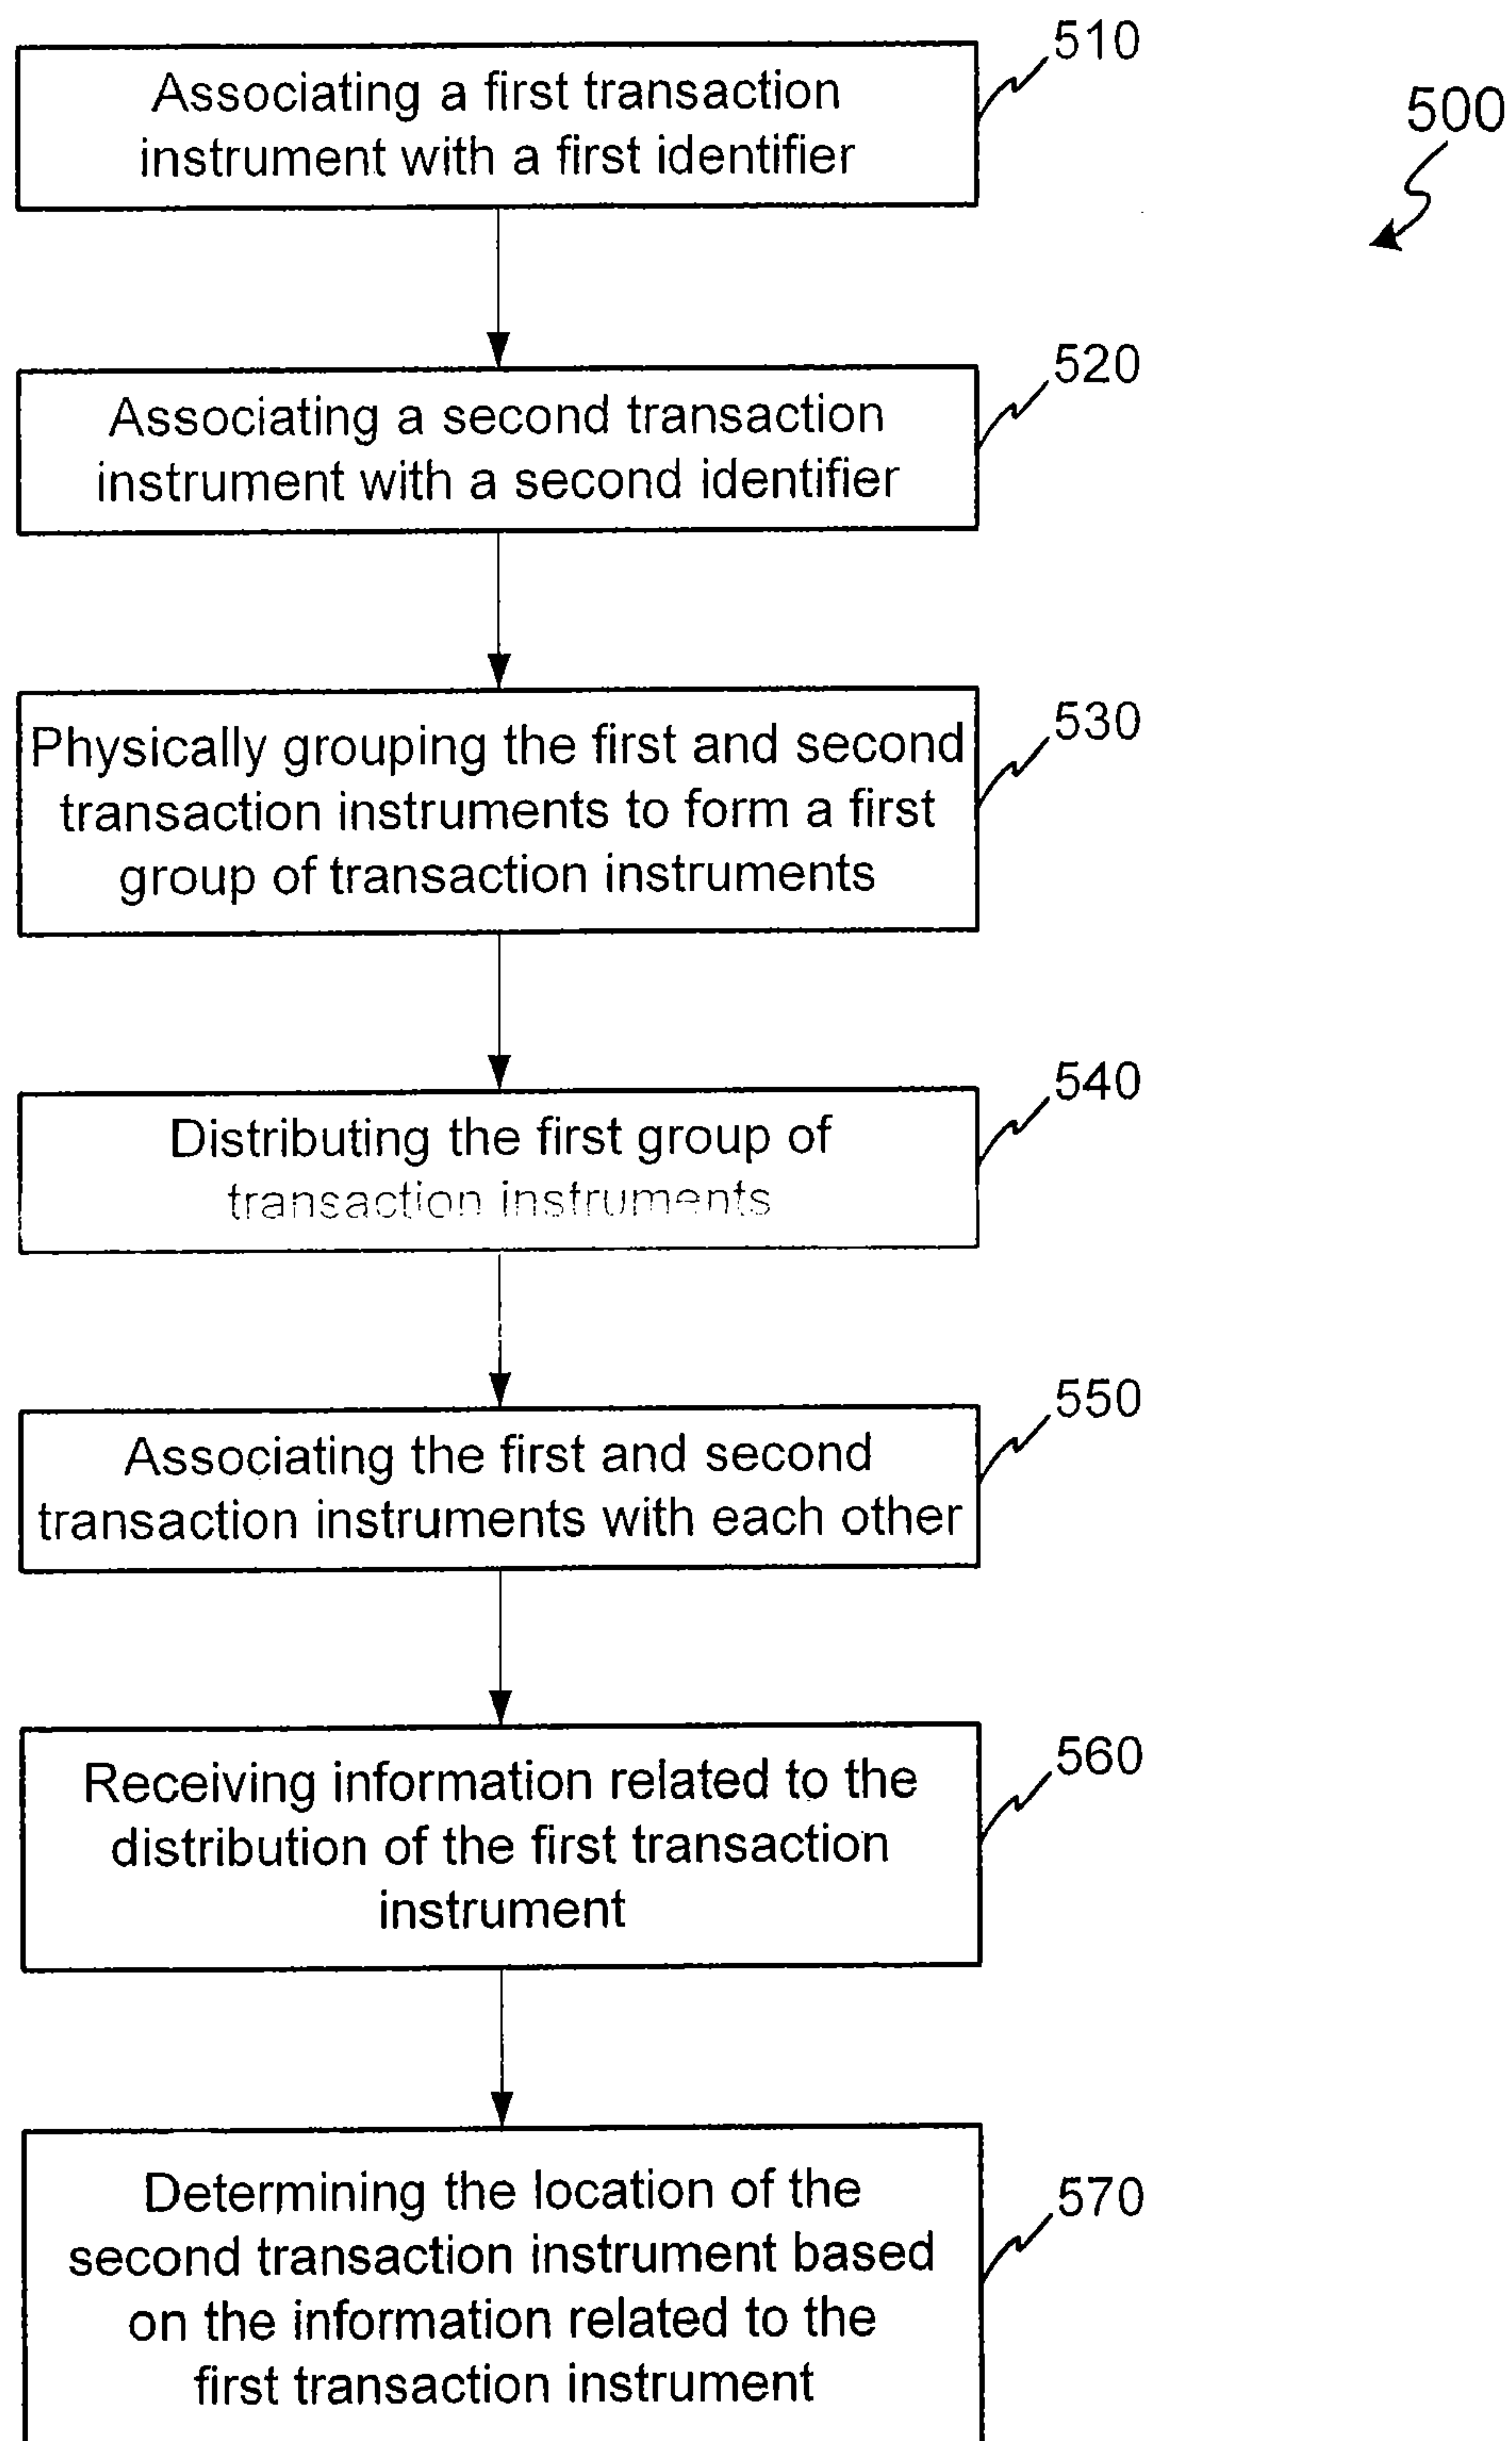 510
Associating a first transaction
instrument with a first identifier
500
520
Associating a second transaction
instrument with a second identifier
530
Physically grouping the first and second
transaction instruments to form a first
group of transaction instruments
540
Distributing the first group of
transaction instruments
550
Associating the first and second
transaction instruments with each other
560
Receiving information related to the
distribution of the first transaction
instrument
570
Determining the location of the
second transaction instrument based
on the information related to the
first transaction instrument